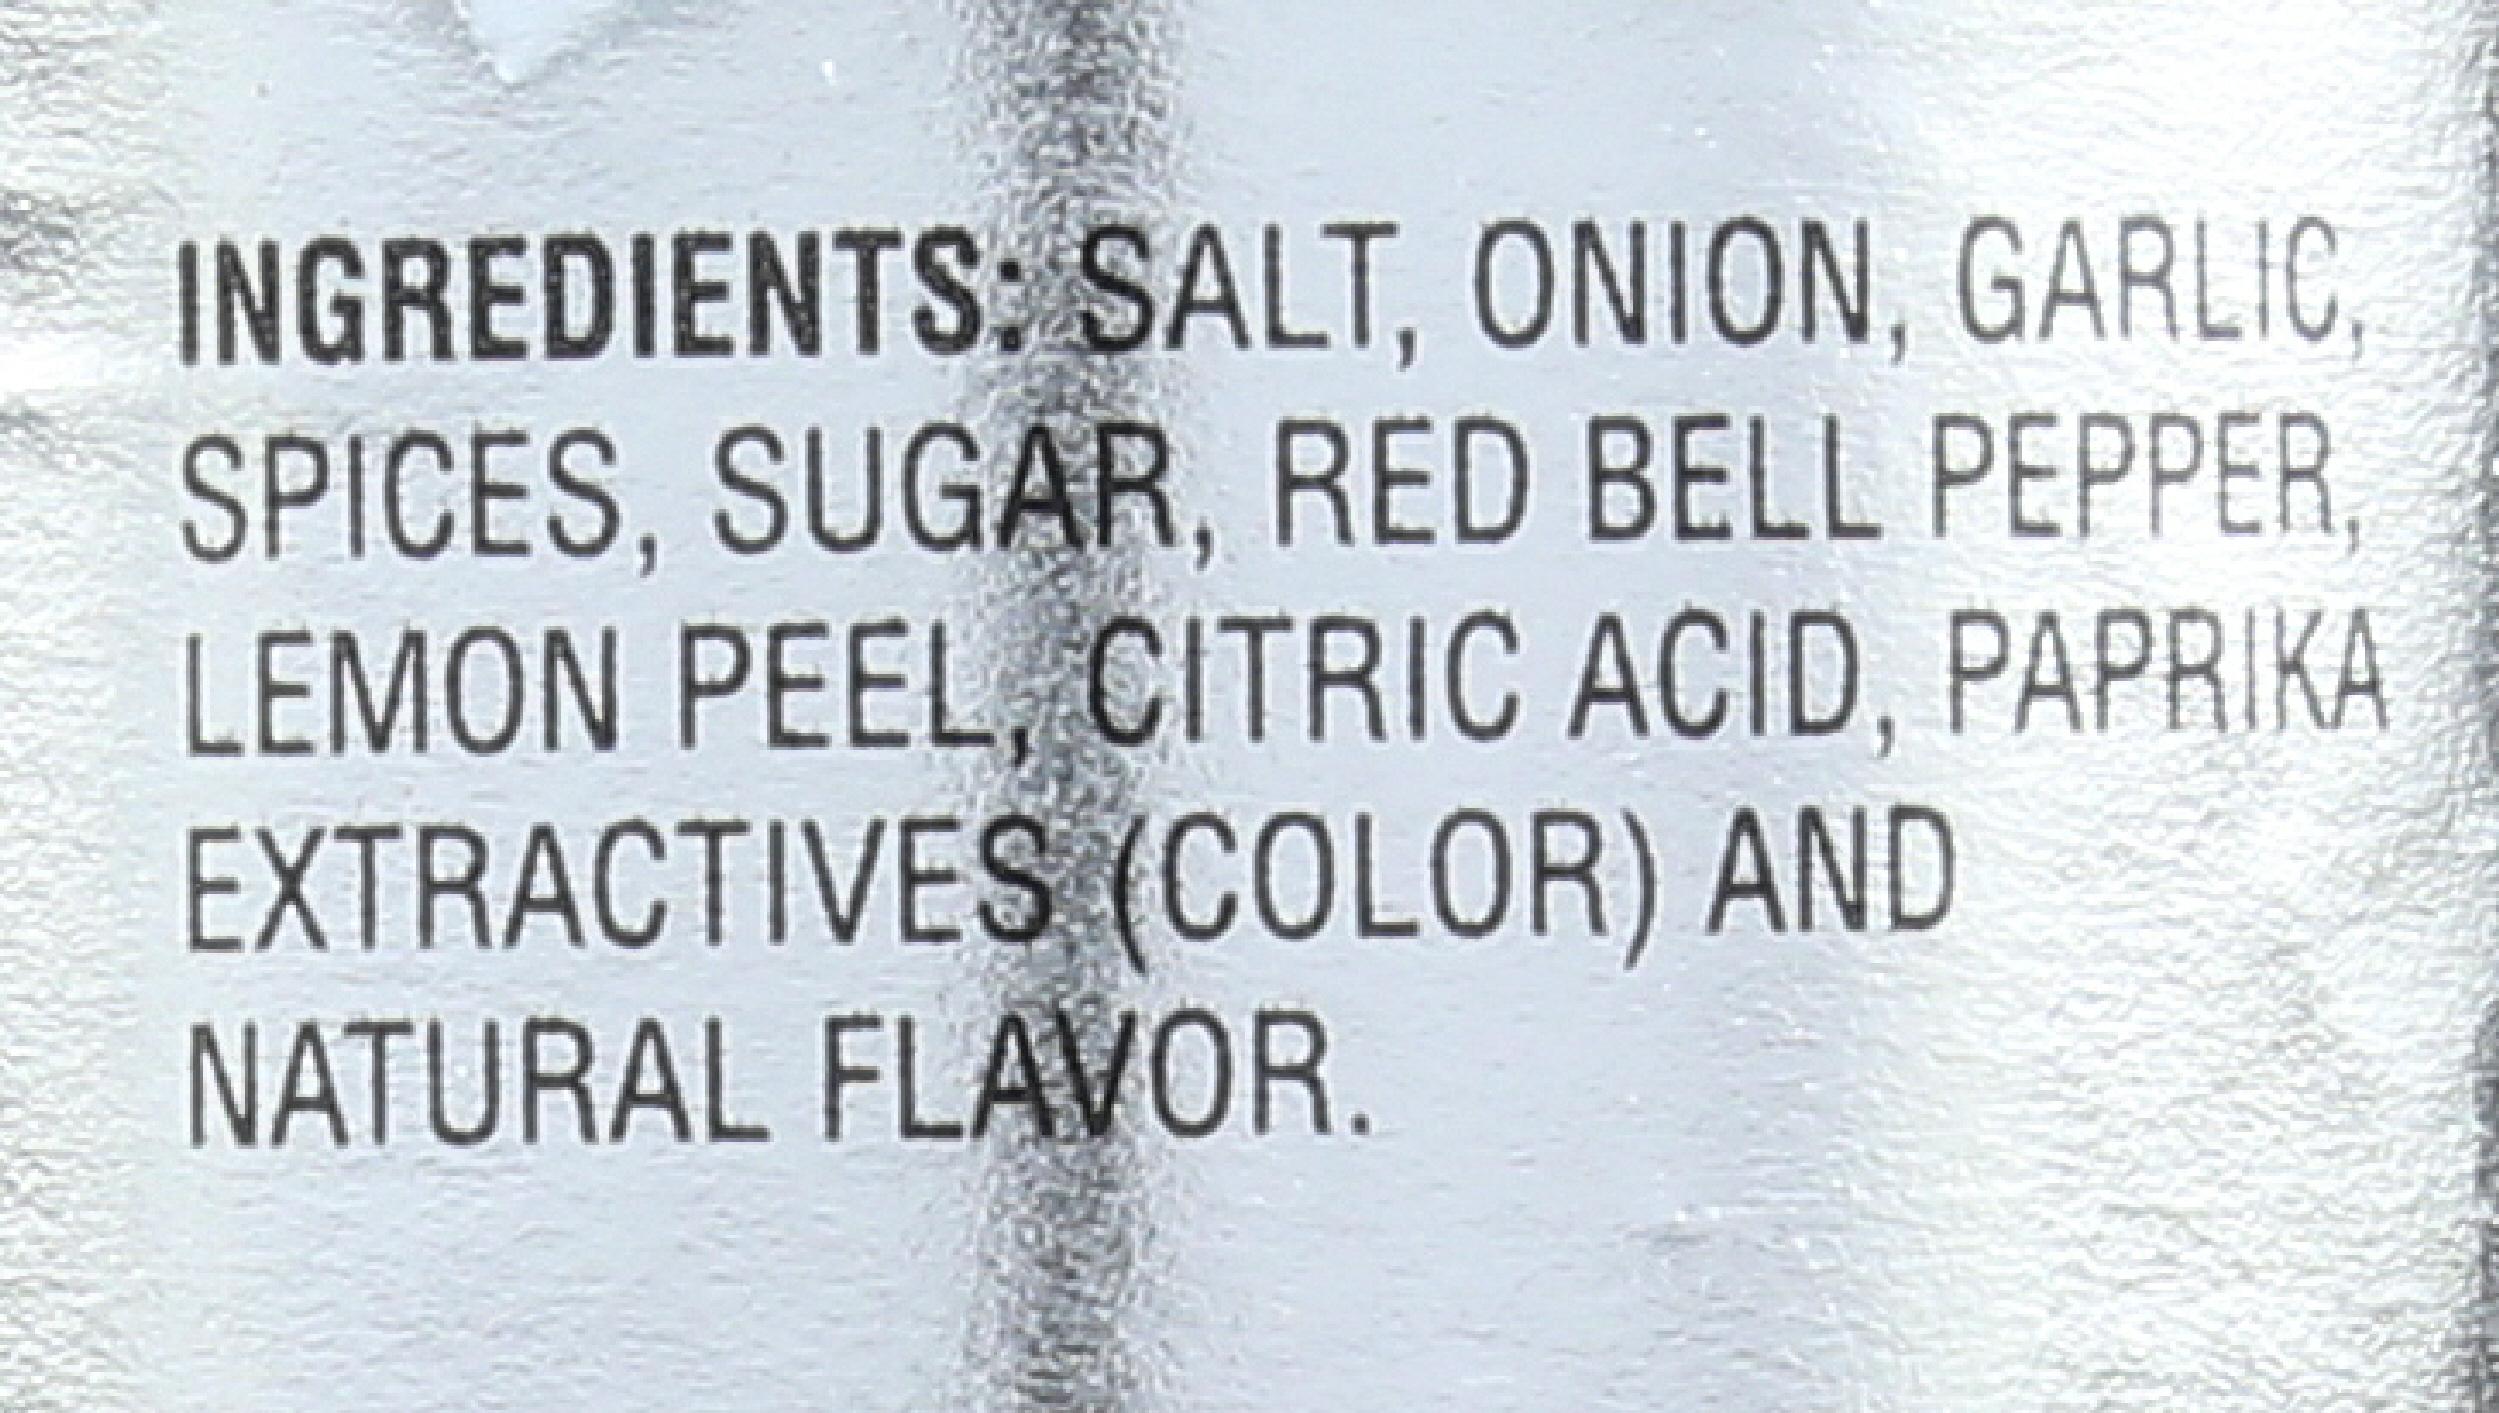 INGREDIENTS: SALT, ONION, GARLIC,
SPICES, SUGAR, RED BELL PEPPER,
LEMON PEEL, CITRIC ACID, PAPRIKA
EXTRACTIVES (COLOR) AND
NATURAL FLAVOR.